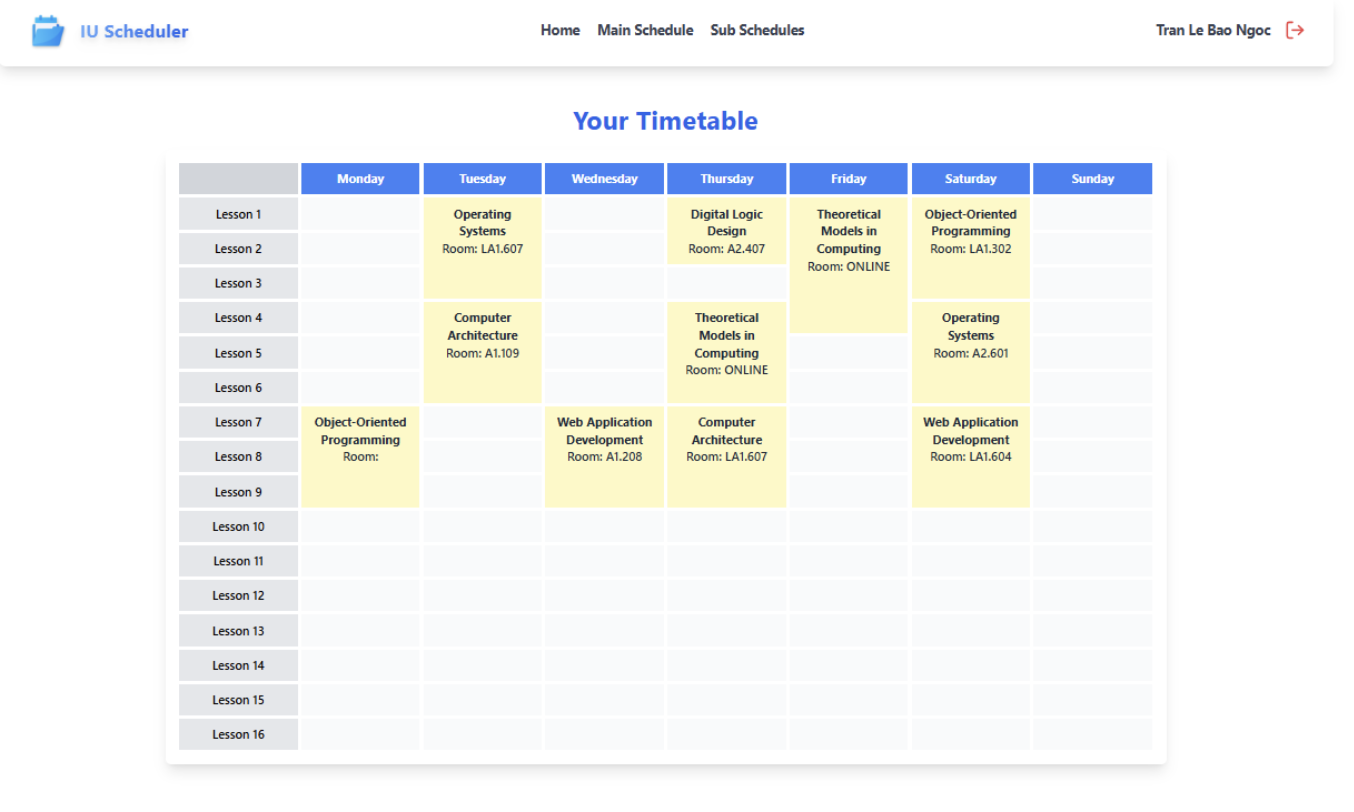 IU Scheduler
Home Main Schedule Sub Schedules
Tran Le Bao Ngoc
Your Timetable
Monday Tuesday Wednesday Thursday Friday Saturday Sunday
Lesson 1
Lesson 2
Lesson 3
Lesson 4
Lesson 5
Lesson 6
Lesson 7
Lesson 8
Lesson 9
Lesson 10
Lesson 11
Lesson 12
Lesson 13
Lesson 14
Lesson 15
Lesson 16
Object-Oriented
Programming
Room:
Operating
Systems
Room: LA1.607
Computer
Architecture
Room: A1.109
Web Application
Development
Room: A1.208
Digital Logic
Design
Room: A2.407
Theoretical
Models in
Computing
Room: ONLINE
Computer
Architecture
Room: LA1.607
Theoretical
Models in
Computing
Room: ONLINE
Object-Oriented
Programming
Room: LA1.302
Operating
Systems
Room: A2.601
Web Application
Development
Room: LA1.604